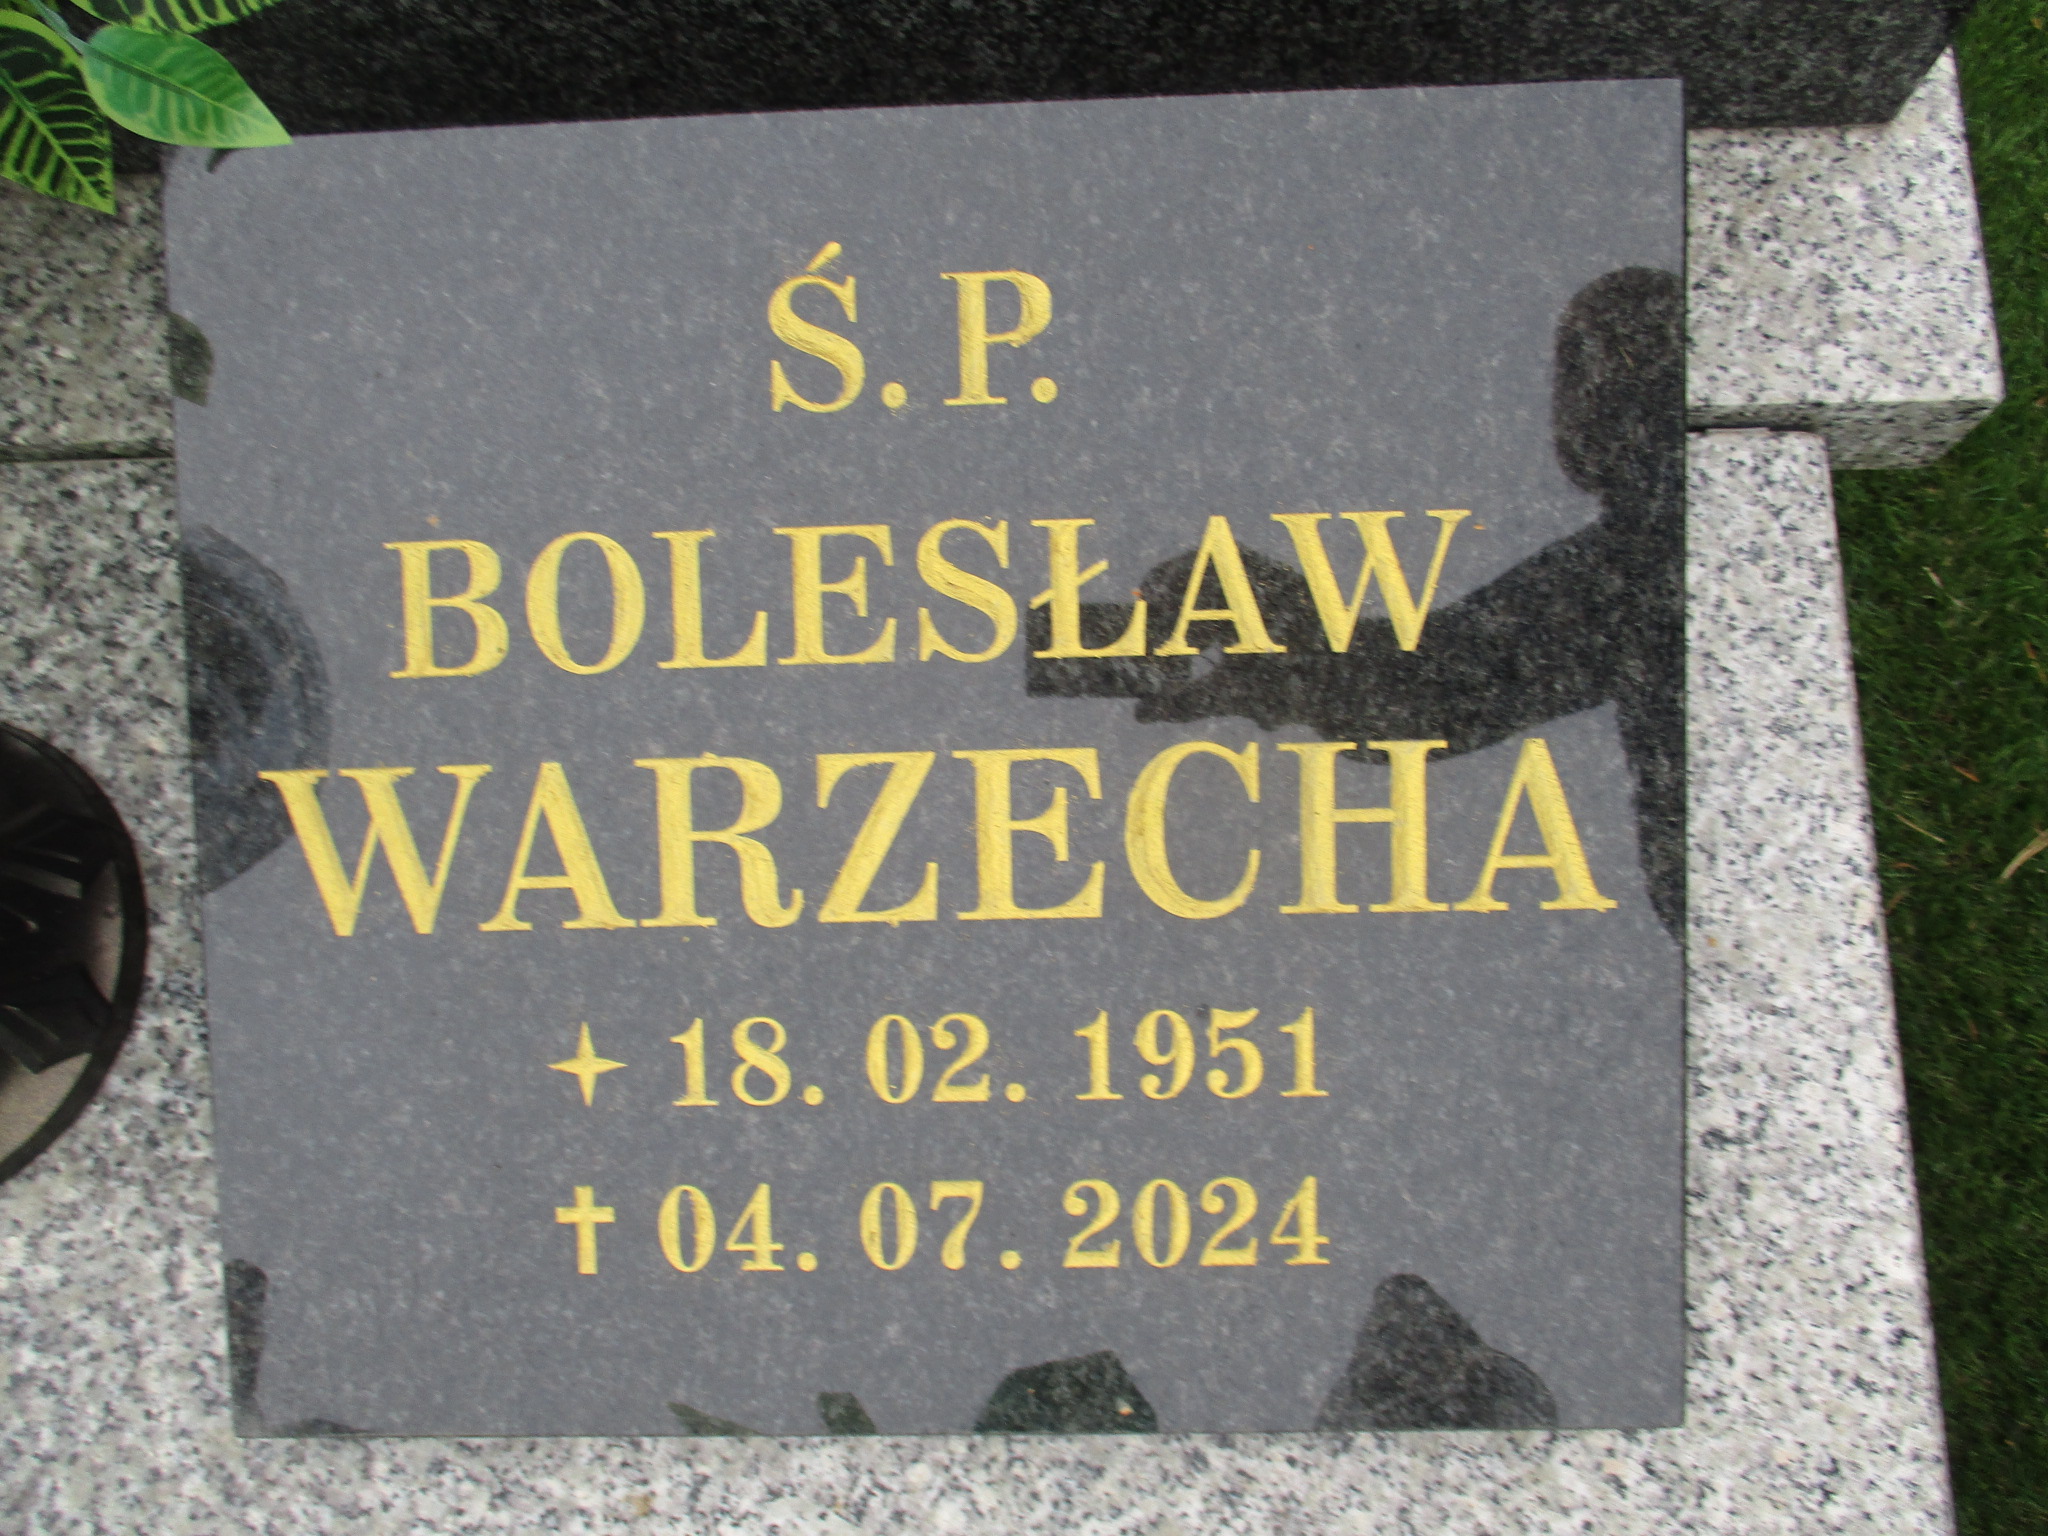 Ś. P.
BOLESŁAW
WARZECHA
✦ 18. 02. 1951
✝ 04. 07. 2024